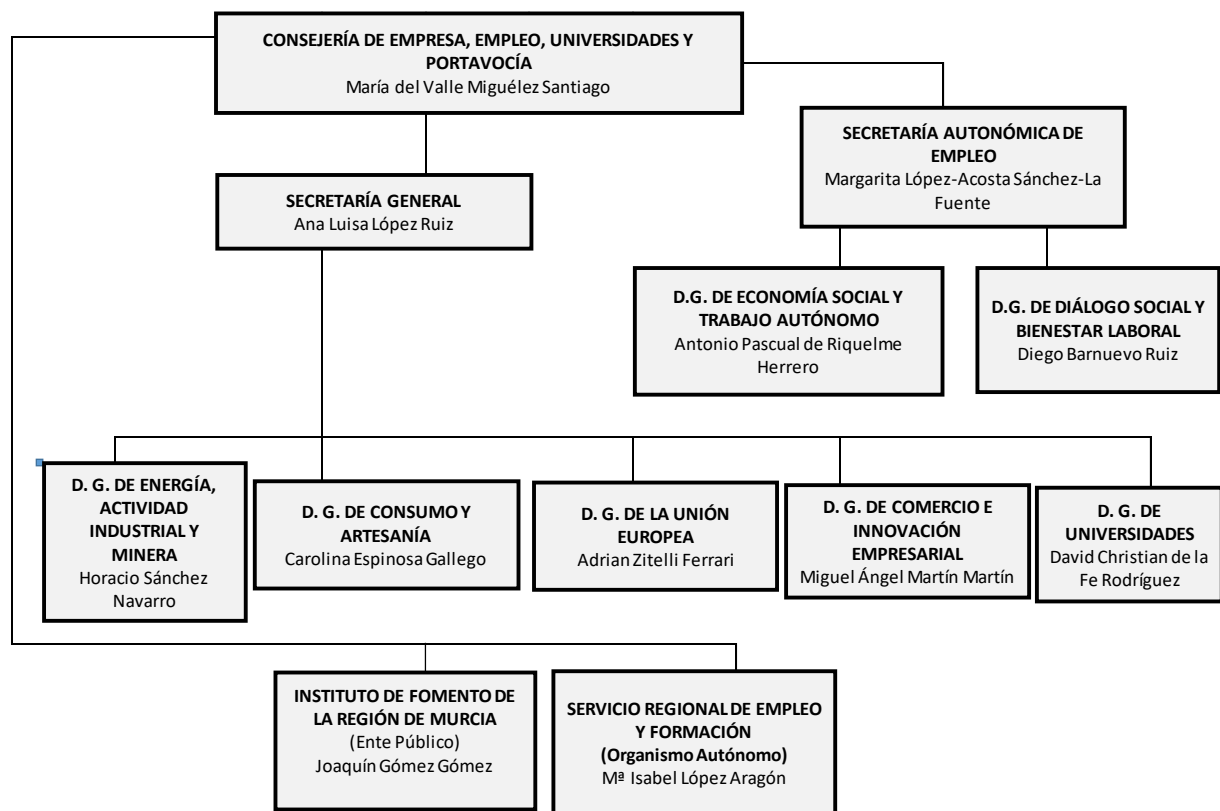 CONSEJERÍA DE EMPRESA, EMPLEO, UNIVERSIDADES Y
PORTAVOCÍA
María del Valle Miguélez Santiago
SECRETARÍA AUTONÓMICA DE
EMPLEO
Margarita López-Acosta Sánchez-La
Fuente
SECRETARÍA GENERAL
Ana Luisa López Ruiz
D.G. DE ECONOMÍA SOCIAL Y
TRABAJO AUTÓNOMO
Antonio Pascual de Riquelme
Herrero
D.G. DE DIÁLOGO SOCIAL Y
BIENESTAR LABORAL
Diego Barnuevo Ruiz
D. G. DE ENERGÍA,
ACTIVIDAD
INDUSTRIAL Y
MINERA
Horacio Sánchez
Navarro
D. G. DE CONSUMO Y
ARTESANÍA
Carolina Espinosa Gallego
D. G. DE LA UNIÓN
EUROPEA
Adrian Zitelli Ferrari
D. G. DE COMERCIO E
INNOVACIÓN
EMPRESARIAL
Miguel Ángel Martín Martín
D. G. DE
UNIVERSIDADES
David Christian de la
Fe Rodríguez
INSTITUTO DE FOMENTO DE
LA REGIÓN DE MURCIA
(Ente Público)
Joaquín Gómez Gómez
SERVICIO REGIONAL DE EMPLEO
Y FORMACIÓN
(Organismo Autónomo)
Mª Isabel López Aragón